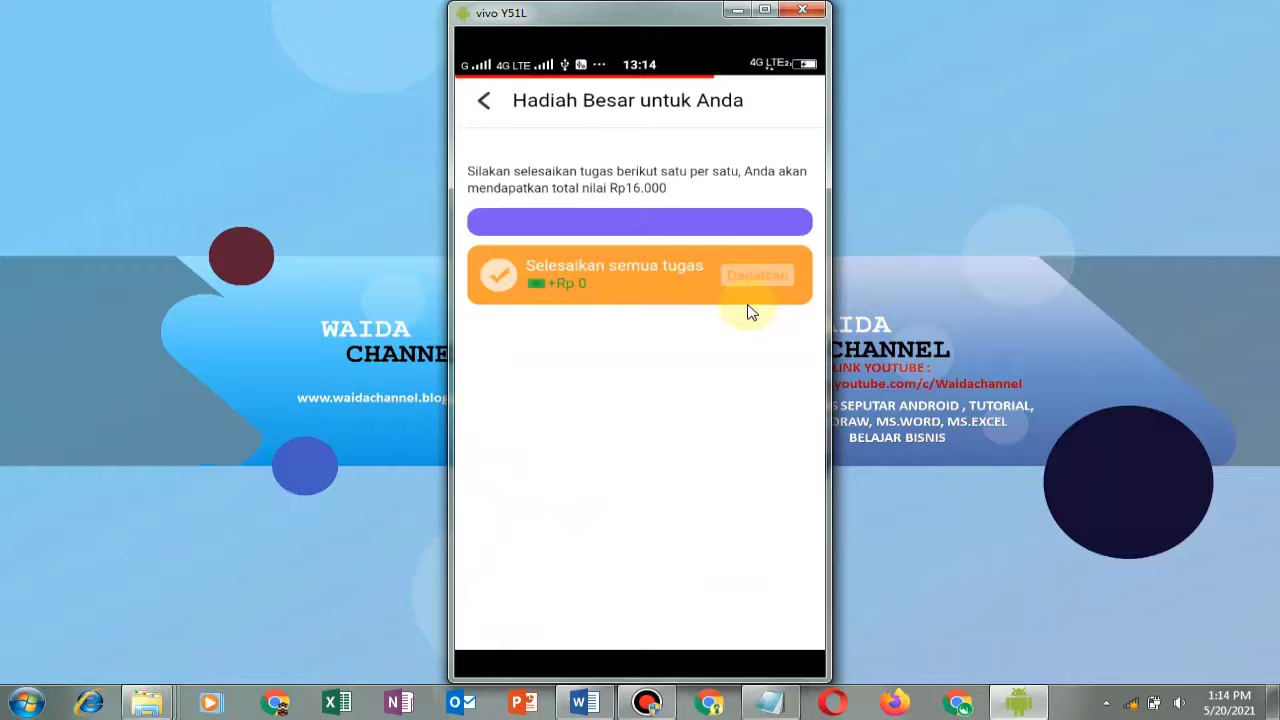 vivo Y51L
G 4G LTE ... 13:14 4G LTE
Hadiah Besar untuk Anda
Silakan selesaikan tugas berikut satu per satu, Anda akan
mendapatkan total nilai Rp16.000
Selesaikan semua tugas
+Rp 0
Dapatkan
WAIDA
CHANNE
www.waidachannel.blog
IDA
CHANNEL
LINK YOUTUBE :
youtube.com/c/Waidachannel
S SEPUTAR ANDROID , TUTORIAL,
DRAW, MS.WORD, MS.EXCEL
BELAJAR BISNIS
1:14 PM
5/20/2021